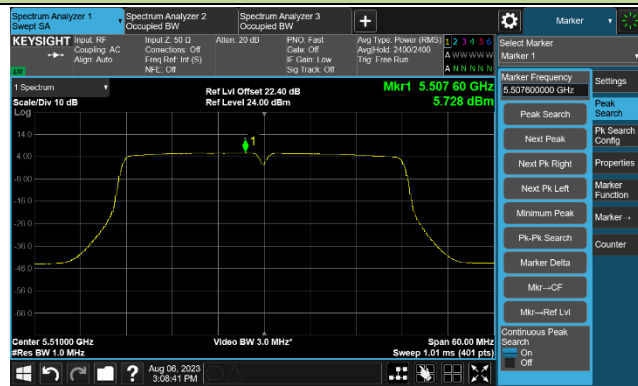 Spectrum Analyzer 1
Swept SA
Spectrum Analyzer 2
Occupied BW
Spectrum Analyzer 3
Occupied BW
Marker
KEYSIGHT
Input: RF
Coupling: AC
Align: Auto
Input Z: 50 Ω
Corrections: Off
Freq Ref: Int (S)
NFE: Off
Atten: 20 dB
PNO: Fast
Gate: Off
IF Gain: Low
Sig Track: Off
Avg Type: Power (RMS)
Avg|Hold: 2400/2400
Trig: Free Run
1 2 3 4 5 6
A W W W W W
A N N N N N
LXI
Select Marker
Marker 1
1 Spectrum
Scale/Div 10 dB
Log
Ref Lvl Offset 22.40 dB
Ref Level 24.00 dBm
Mkr1 5.507 60 GHz
5.728 dBm
Marker Frequency
5.507600000 GHz
Settings
Peak Search
Peak
Search
Next Peak
Pk Search
Config
Next Pk Right
Properties
Next Pk Left
Marker
Function
Minimum Peak
Marker→
Pk-Pk Search
Counter
Marker Delta
Mkr→CF
Mkr→Ref Lvl
Continuous Peak
Search
On
Off
14.0
4.00
-6.00
-16.0
-26.0
-36.0
-46.0
-56.0
-66.0
1
Center 5.51000 GHz
#Res BW 1.0 MHz
Video BW 3.0 MHz*
Span 60.00 MHz
Sweep 1.01 ms (401 pts)
?
Aug 06, 2023
3:08:41 PM